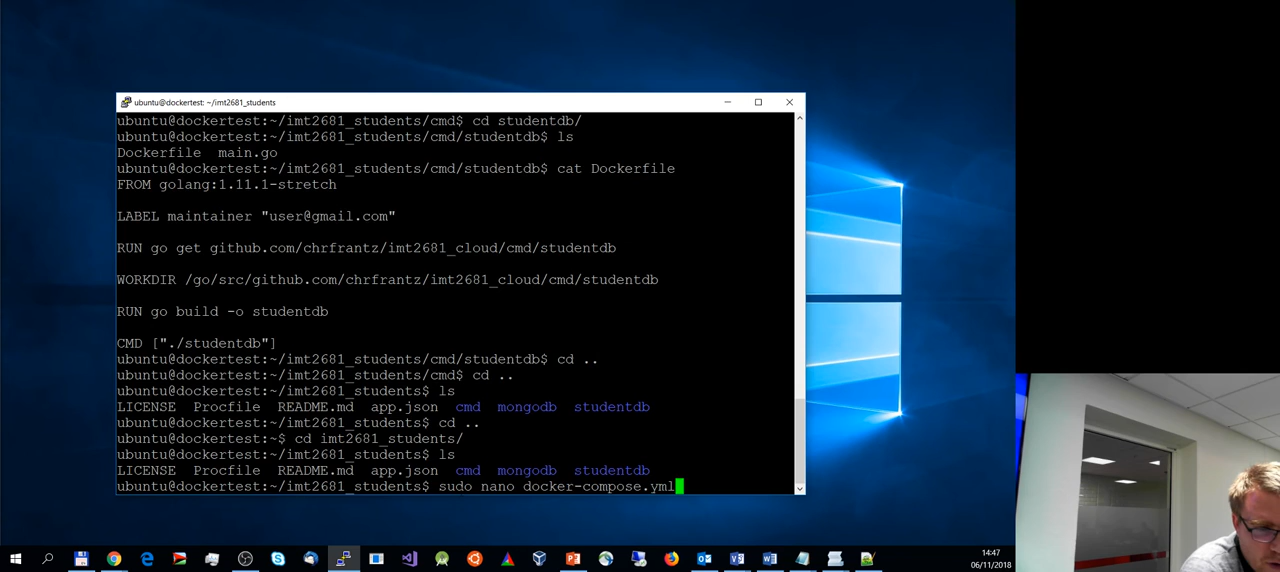 ubuntu@dockertest: ~/imt2681_students
ubuntu@dockertest:~/imt2681_students/cmd$ cd studentdb/
ubuntu@dockertest:~/imt2681_students/cmd/studentdb$ ls
Dockerfile  main.go
ubuntu@dockertest:~/imt2681_students/cmd/studentdb$ cat Dockerfile
FROM golang:1.11.1-stretch
LABEL maintainer "user@gmail.com"
RUN go get github.com/chrfrantz/imt2681_cloud/cmd/studentdb
WORKDIR /go/src/github.com/chrfrantz/imt2681_cloud/cmd/studentdb
RUN go build -o studentdb
CMD ["./studentdb"]
ubuntu@dockertest:~/imt2681_students/cmd/studentdb$ cd ..
ubuntu@dockertest:~/imt2681_students/cmd$ cd ..
ubuntu@dockertest:~/imt2681_students$ ls
LICENSE  Procfile  README.md  app.json  cmd  mongodb  studentdb
ubuntu@dockertest:~/imt2681_students$ cd ..
ubuntu@dockertest:~$ cd imt2681_students/
ubuntu@dockertest:~/imt2681_students$ ls
LICENSE  Procfile  README.md  app.json  cmd  mongodb  studentdb
ubuntu@dockertest:~/imt2681_students$ sudo nano docker-compose.yml
14:47
06/11/2018